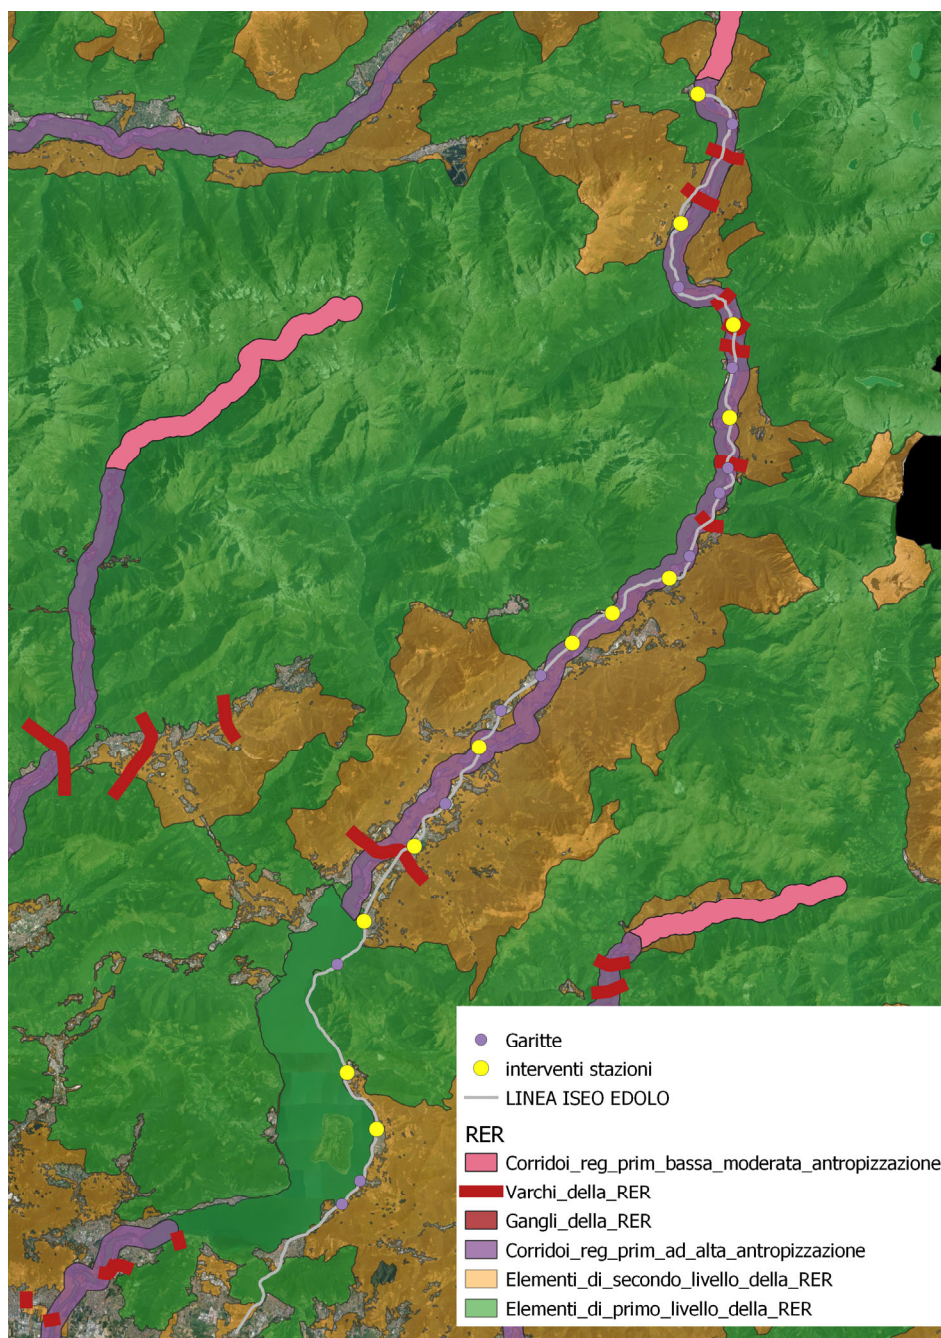 Garitte
interventi stazioni
LINEA ISEO EDOLO
RER
Corridoi_reg_prim_bassa_moderata_antropizzazione
Varchi_della_RER
Gangli_della_RER
Corridoi_reg_prim_ad_alta_antropizzazione
Elementi_di_secondo_livello_della_RER
Elementi_di_primo_livello_della_RER